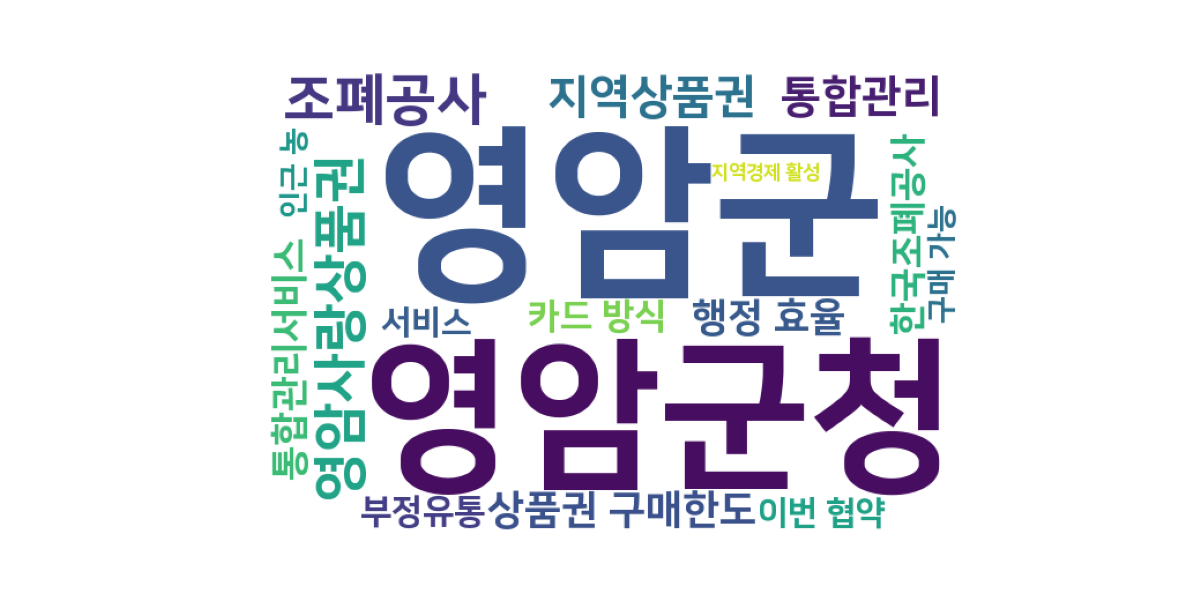 조폐공사
지역상품권
통합관리
영암군
지역경제 활성
인근 농
영암사랑상품권
통합관리서비스
한국조폐공사
구매 가능
서비스
카드 방식
행정 효율
영암군청
부정유통
상품권 구매한도
이번 협약